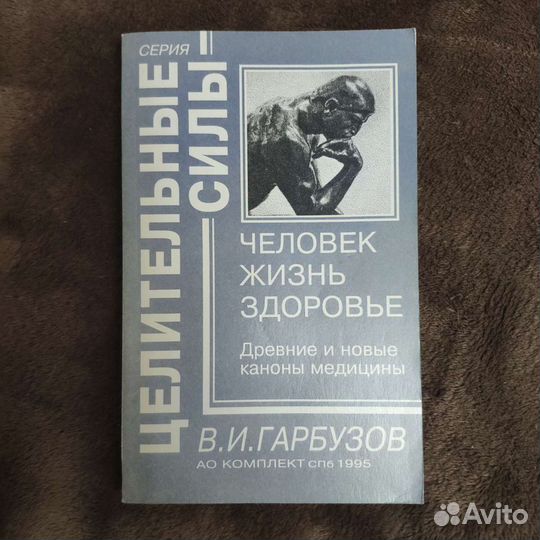 СЕРИЯ
ЦЕЛИТЕЛЬНЫЕ
СИЛЫ
ЧЕЛОВЕК
ЖИЗНЬ
ЗДОРОВЬЕ
Древние и новые
каноны медицины
В.И.ГАРБУЗОВ
АО КОМПЛЕКТ СПб 1995
Avito